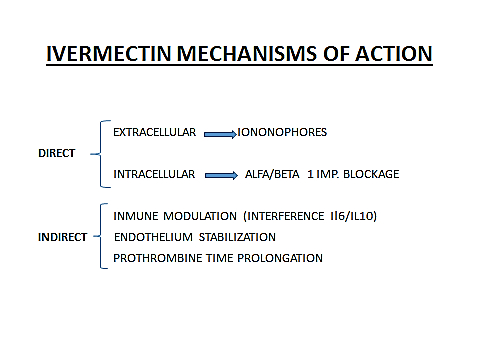 IVERMECTIN MECHANISMS OF ACTION
EXTRACELLULAR IONONOPHORES
DIRECT
INTRACELLULAR ALFA/BETA 1 IMP. BLOCKAGE
INMUNE MODULATION (INTERFERENCE Il6/IL10)
INDIRECT ENDOTHELIUM STABILIZATION
PROTHROMBINE TIME PROLONGATION